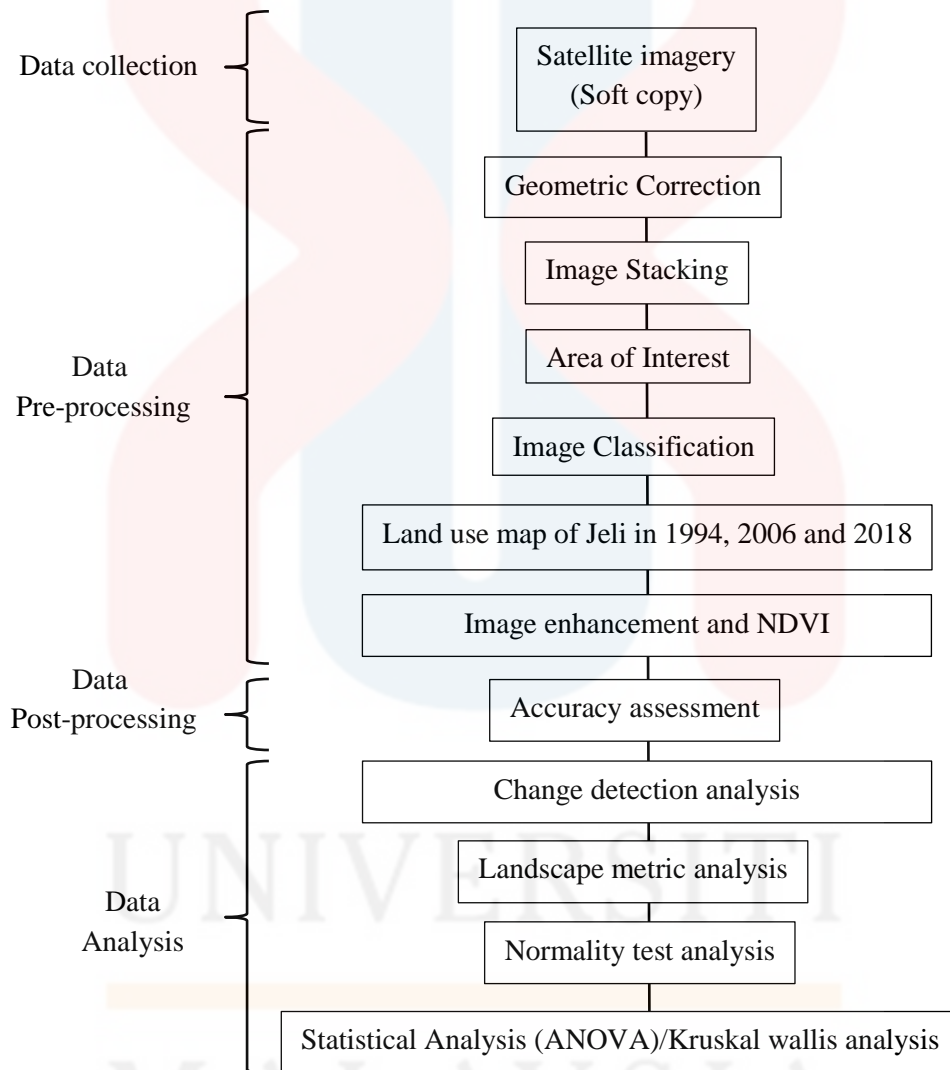 Data collection
Satellite imagery
(Soft copy)
Data
Pre-processing
Geometric Correction
Image Stacking
Area of Interest
Image Classification
Land use map of Jeli in 1994, 2006 and 2018
Image enhancement and NDVI
Data
Post-processing
Accuracy assessment
Data
Analysis
Change detection analysis
Landscape metric analysis
Normality test analysis
Statistical Analysis (ANOVA)/Kruskal wallis analysis
UNIVERSITI
MALAYSIA